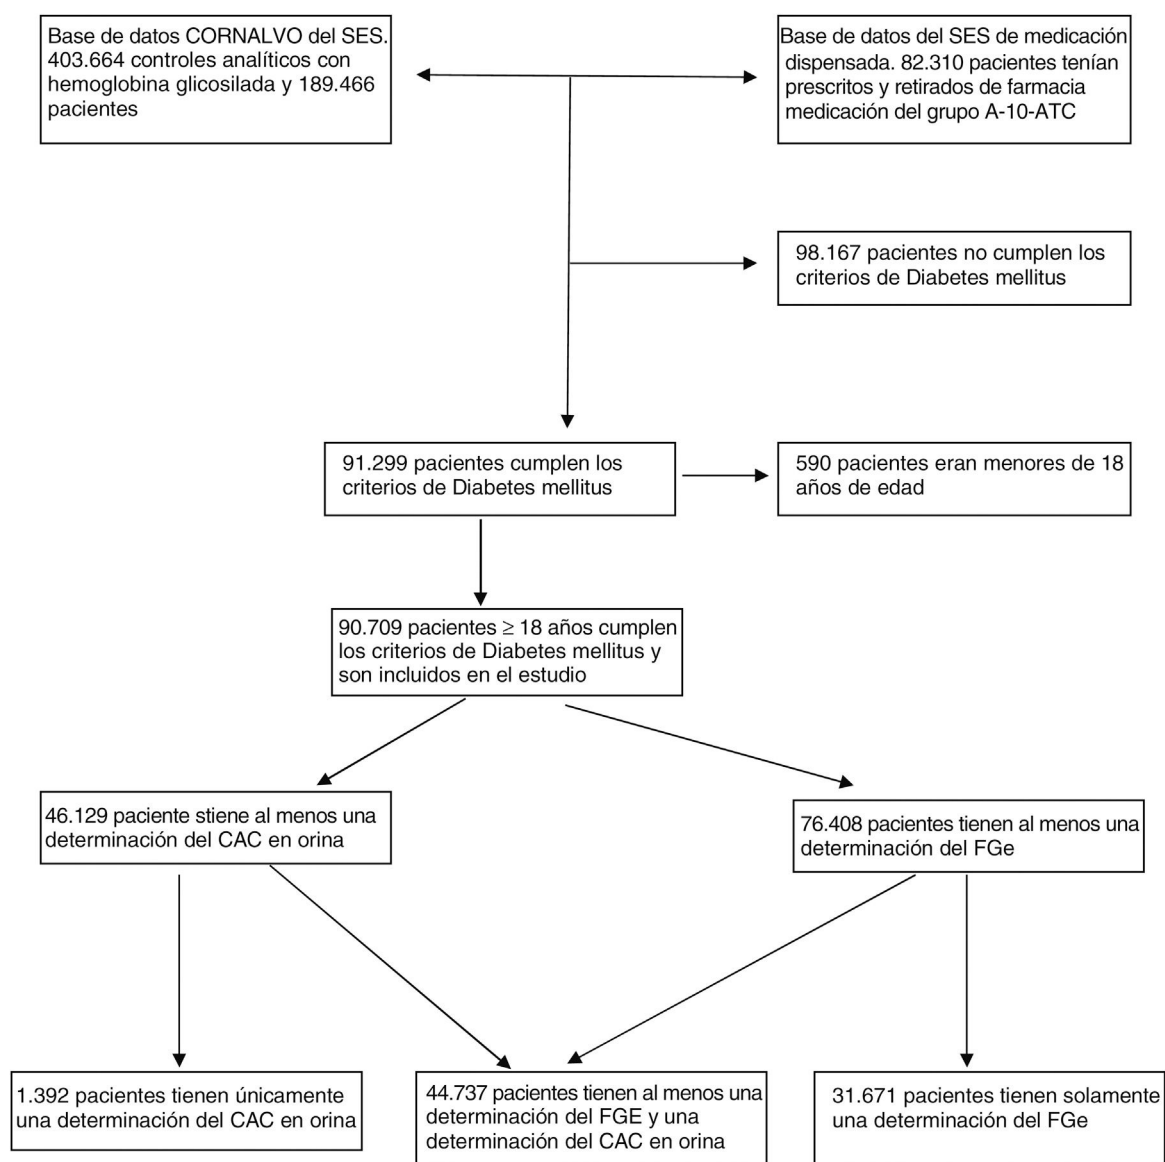 Base de datos CORNALVO del SES.
403.664 controles analíticos con
hemoglobina glicosilada y 189.466
pacientes
Base de datos del SES de medicación
dispensada. 82.310 pacientes tenían
prescritos y retirados de farmacia
medicación del grupo A-10-ATC
98.167 pacientes no cumplen los
criterios de Diabetes mellitus
91.299 pacientes cumplen los
criterios de Diabetes mellitus
590 pacientes eran menores de 18
años de edad
90.709 pacientes ≥ 18 años cumplen
los criterios de Diabetes mellitus y
son incluidos en el estudio
46.129 paciente stiene al menos una
determinación del CAC en orina
76.408 pacientes tienen al menos una
determinación del FGe
1.392 pacientes tienen únicamente
una determinación del CAC en orina
44.737 pacientes tienen al menos una
determinación del FGE y una
determinación del CAC en orina
31.671 pacientes tienen solamente
una determinación del FGe